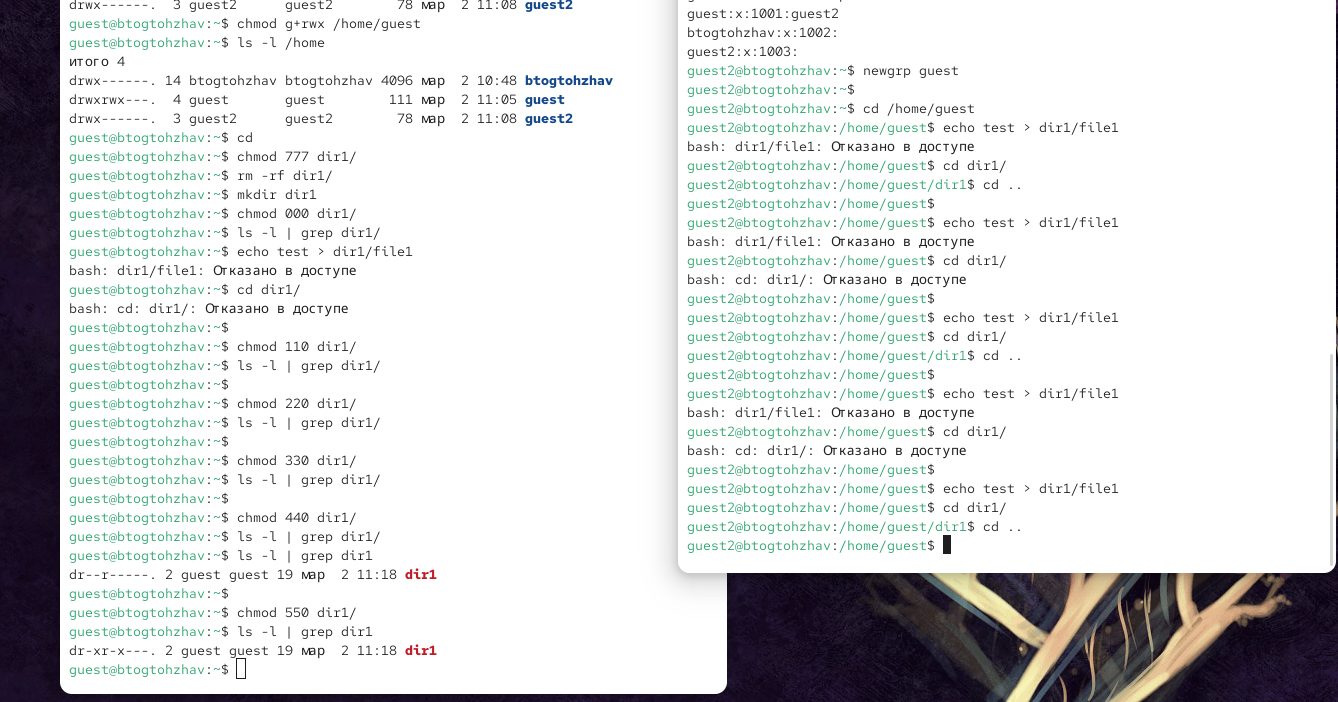 drwx------.  3 guest2     guest2        78 мар  2 11:08 guest2
guest@btogtohzhav:~$ chmod g+rwx /home/guest
guest@btogtohzhav:~$ ls -l /home
итого 4
drwx------. 14 btogtohzhav btogtohzhav 4096 мар  2 10:48 btogtohzhav
drwxrwx---.  4 guest       guest        111 мар  2 11:05 guest
drwx------.  3 guest2      guest2        78 мар  2 11:08 guest2
guest@btogtohzhav:~$ cd
guest@btogtohzhav:~$ chmod 777 dir1/
guest@btogtohzhav:~$ rm -rf dir1/
guest@btogtohzhav:~$ mkdir dir1
guest@btogtohzhav:~$ chmod 000 dir1/
guest@btogtohzhav:~$ ls -l | grep dir1/
guest@btogtohzhav:~$ echo test > dir1/file1
bash: dir1/file1: Отказано в доступе
guest@btogtohzhav:~$ cd dir1/
bash: cd: dir1/: Отказано в доступе
guest@btogtohzhav:~$
guest@btogtohzhav:~$ chmod 110 dir1/
guest@btogtohzhav:~$ ls -l | grep dir1/
guest@btogtohzhav:~$
guest@btogtohzhav:~$ chmod 220 dir1/
guest@btogtohzhav:~$ ls -l | grep dir1/
guest@btogtohzhav:~$
guest@btogtohzhav:~$ chmod 330 dir1/
guest@btogtohzhav:~$ ls -l | grep dir1/
guest@btogtohzhav:~$
guest@btogtohzhav:~$ chmod 440 dir1/
guest@btogtohzhav:~$ ls -l | grep dir1/
guest@btogtohzhav:~$ ls -l | grep dir1
dr--r-----. 2 guest guest 19 мар  2 11:18 dir1
guest@btogtohzhav:~$
guest@btogtohzhav:~$ chmod 550 dir1/
guest@btogtohzhav:~$ ls -l | grep dir1
dr-xr-x---. 2 guest guest 19 мар  2 11:18 dir1
guest@btogtohzhav:~$
guest:x:1001:guest2
btogtohzhav:x:1002:
guest2:x:1003:
guest2@btogtohzhav:~$ newgrp guest
guest2@btogtohzhav:~$
guest2@btogtohzhav:~$ cd /home/guest
guest2@btogtohzhav:/home/guest$ echo test > dir1/file1
bash: dir1/file1: Отказано в доступе
guest2@btogtohzhav:/home/guest$ cd dir1/
guest2@btogtohzhav:/home/guest/dir1$ cd ..
guest2@btogtohzhav:/home/guest$
guest2@btogtohzhav:/home/guest$ echo test > dir1/file1
bash: dir1/file1: Отказано в доступе
guest2@btogtohzhav:/home/guest$ cd dir1/
bash: cd: dir1/: Отказано в доступе
guest2@btogtohzhav:/home/guest$
guest2@btogtohzhav:/home/guest$ echo test > dir1/file1
guest2@btogtohzhav:/home/guest$ cd dir1/
guest2@btogtohzhav:/home/guest/dir1$ cd ..
guest2@btogtohzhav:/home/guest$
guest2@btogtohzhav:/home/guest$ echo test > dir1/file1
bash: dir1/file1: Отказано в доступе
guest2@btogtohzhav:/home/guest$ cd dir1/
bash: cd: dir1/: Отказано в доступе
guest2@btogtohzhav:/home/guest$
guest2@btogtohzhav:/home/guest$ echo test > dir1/file1
guest2@btogtohzhav:/home/guest$ cd dir1/
guest2@btogtohzhav:/home/guest/dir1$ cd ..
guest2@btogtohzhav:/home/guest$